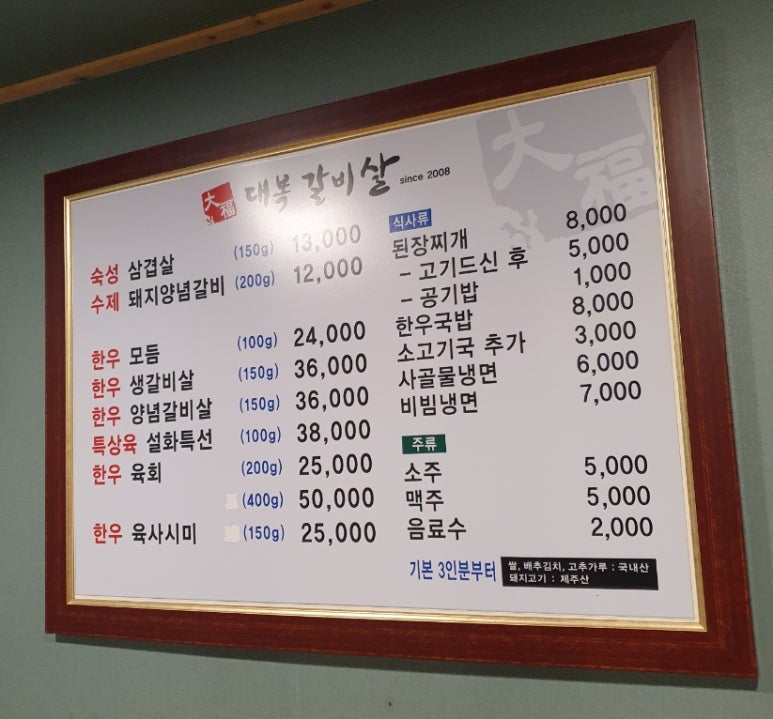 大福
대복 갈비살 since 2008
숙성 삼겹살 (150g) 13,000
수제 돼지양념갈비 (200g) 12,000
한우 모듬 (100g) 24,000
한우 생갈비살 (150g) 36,000
한우 양념갈비살 (150g) 36,000
특상육 설화특선 (100g) 38,000
한우 육회 (200g) 25,000
(400g) 50,000
한우 육사시미 (150g) 25,000
大福
식사류
된장찌개 8,000
- 고기드신 후 5,000
- 공기밥 1,000
한우국밥 8,000
소고기국 추가 3,000
사골물냉면 6,000
비빔냉면 7,000
주류
소주 5,000
맥주 5,000
음료수 2,000
기본 3인분부터
쌀, 배추김치, 고추가루 : 국내산
돼지고기 : 제주산